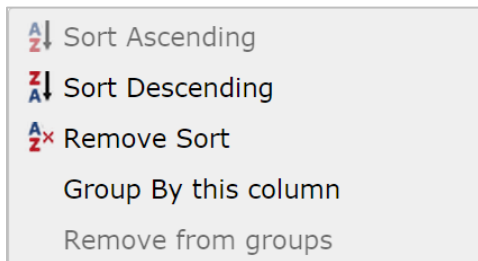 Sort Ascending
Sort Descending
Remove Sort
Group By this column
Remove from groups